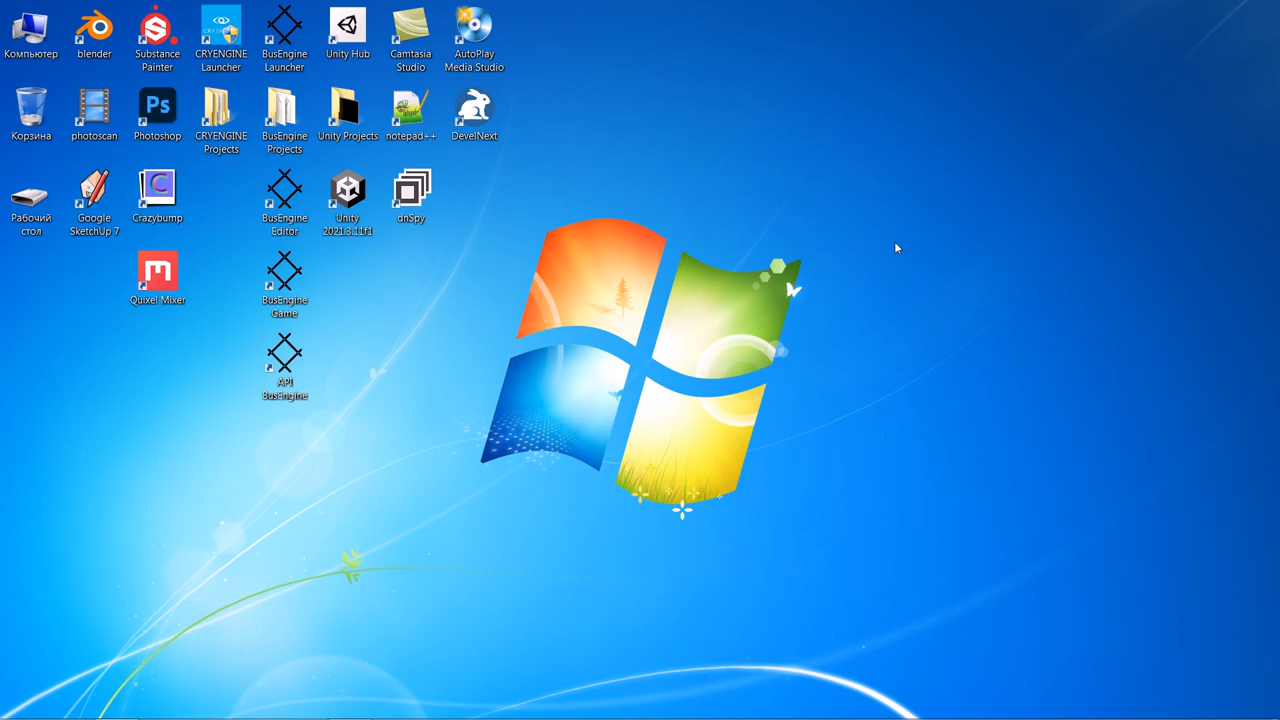 Компьютер
blender
Substance
Painter
CRYENGINE
Launcher
BusEngine
Launcher
Unity Hub
Camtasia
Studio
AutoPlay
Media Studio
Корзина
photoscan
Ps
Photoshop
CRYENGINE
Projects
BusEngine
Projects
Unity Projects
notepad++
DevelNext
Рабочий
стол
Google
SketchUp 7
C
Crazybump
BusEngine
Editor
Unity
2021.3.11f1
dnSpy
Quixel Mixer
BusEngine
Game
API
BusEngine